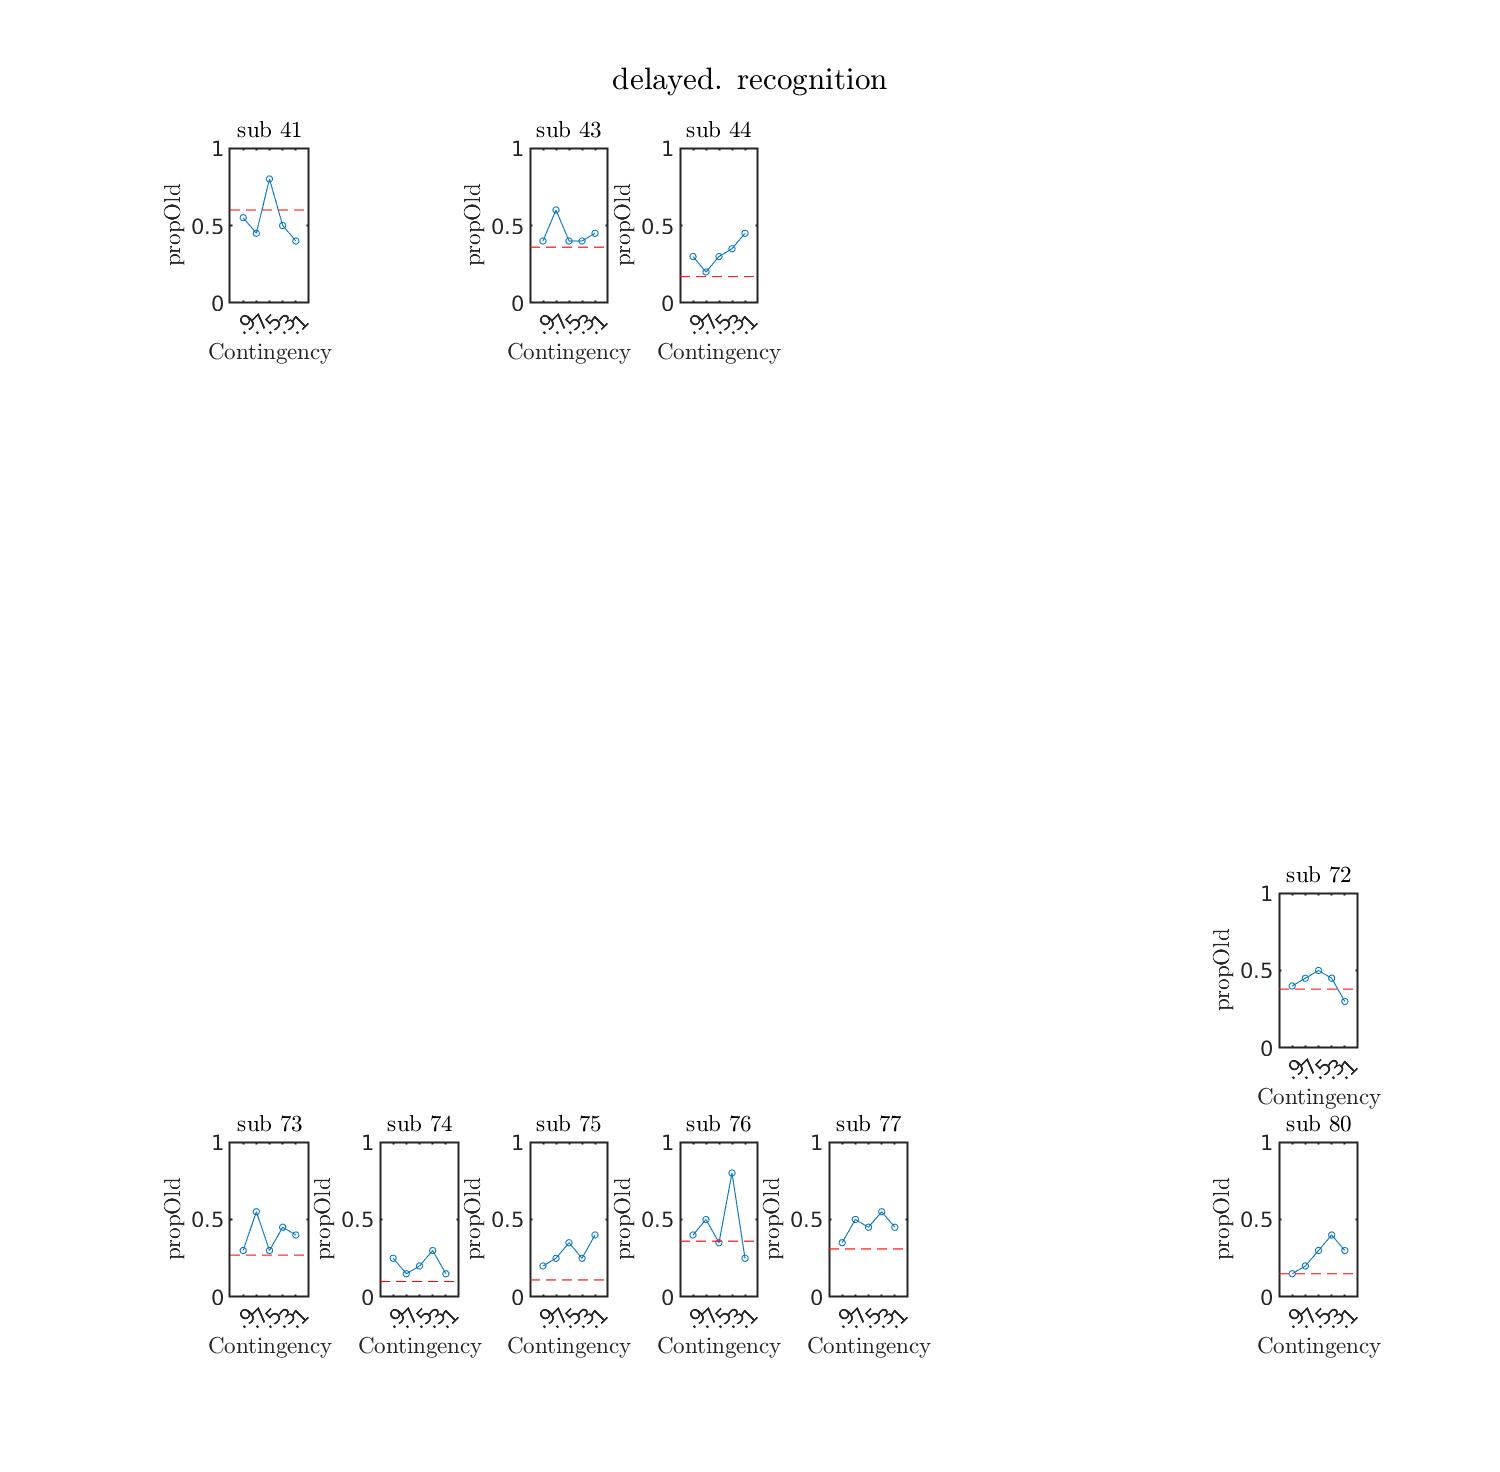 delayed. recognition
sub 41
sub 43
sub 44
1
0.5
0
propOld
.9
.7
.5
.3
.1
Contingency
1
0.5
0
propOld
.9
.7
.5
.3
.1
Contingency
1
0.5
0
propOld
.9
.7
.5
.3
.1
Contingency
sub 72
1
0.5
0
propOld
.9
.7
.5
.3
.1
Contingency
sub 73
1
0.5
0
propOld
.9
.7
.5
.3
.1
Contingency
sub 74
1
0.5
0
propOld
.9
.7
.5
.3
.1
Contingency
sub 75
1
0.5
0
propOld
.9
.7
.5
.3
.1
Contingency
sub 76
1
0.5
0
propOld
.9
.7
.5
.3
.1
Contingency
sub 77
1
0.5
0
propOld
.9
.7
.5
.3
.1
Contingency
sub 80
1
0.5
0
propOld
.9
.7
.5
.3
.1
Contingency